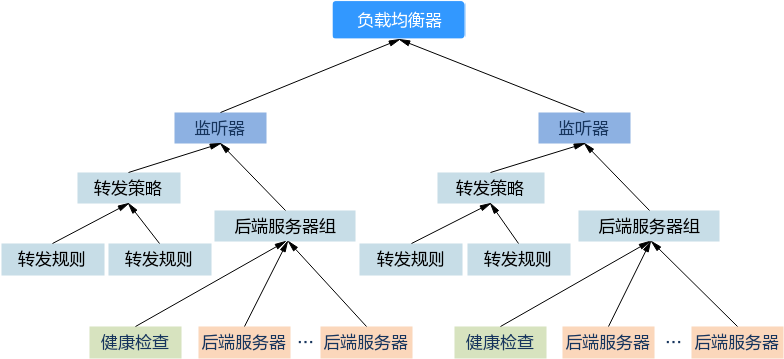 负载均衡器
监听器
监听器
转发策略
转发策略
后端服务器组
后端服务器组
转发规则
转发规则
转发规则
转发规则
健康检查
后端服务器
…
后端服务器
健康检查
后端服务器
…
后端服务器